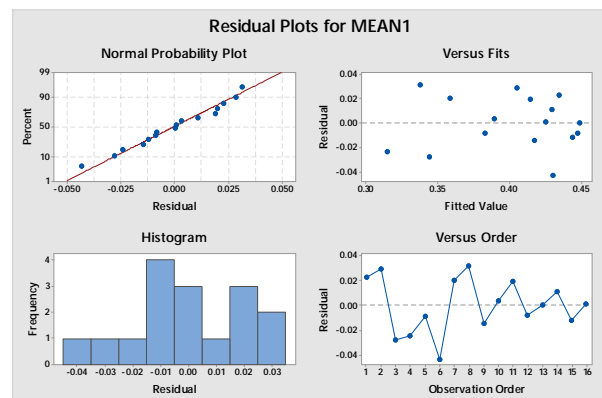 Residual Plots for MEAN1
Normal Probability Plot
99
90
50
10
1
Percent
-0.050
-0.025
0.000
0.025
0.050
Residual
Versus Fits
0.04
0.02
0.00
-0.02
-0.04
Residual
0.30
0.35
0.40
0.45
Fitted Value
Histogram
4
3
2
1
0
Frequency
-0.04
-0.03
-0.02
-0.01
0.00
0.01
0.02
0.03
Residual
Versus Order
0.04
0.02
0.00
-0.02
-0.04
Residual
1 2 3 4 5 6 7 8 9 10 11 12 13 14 15 16
Observation Order